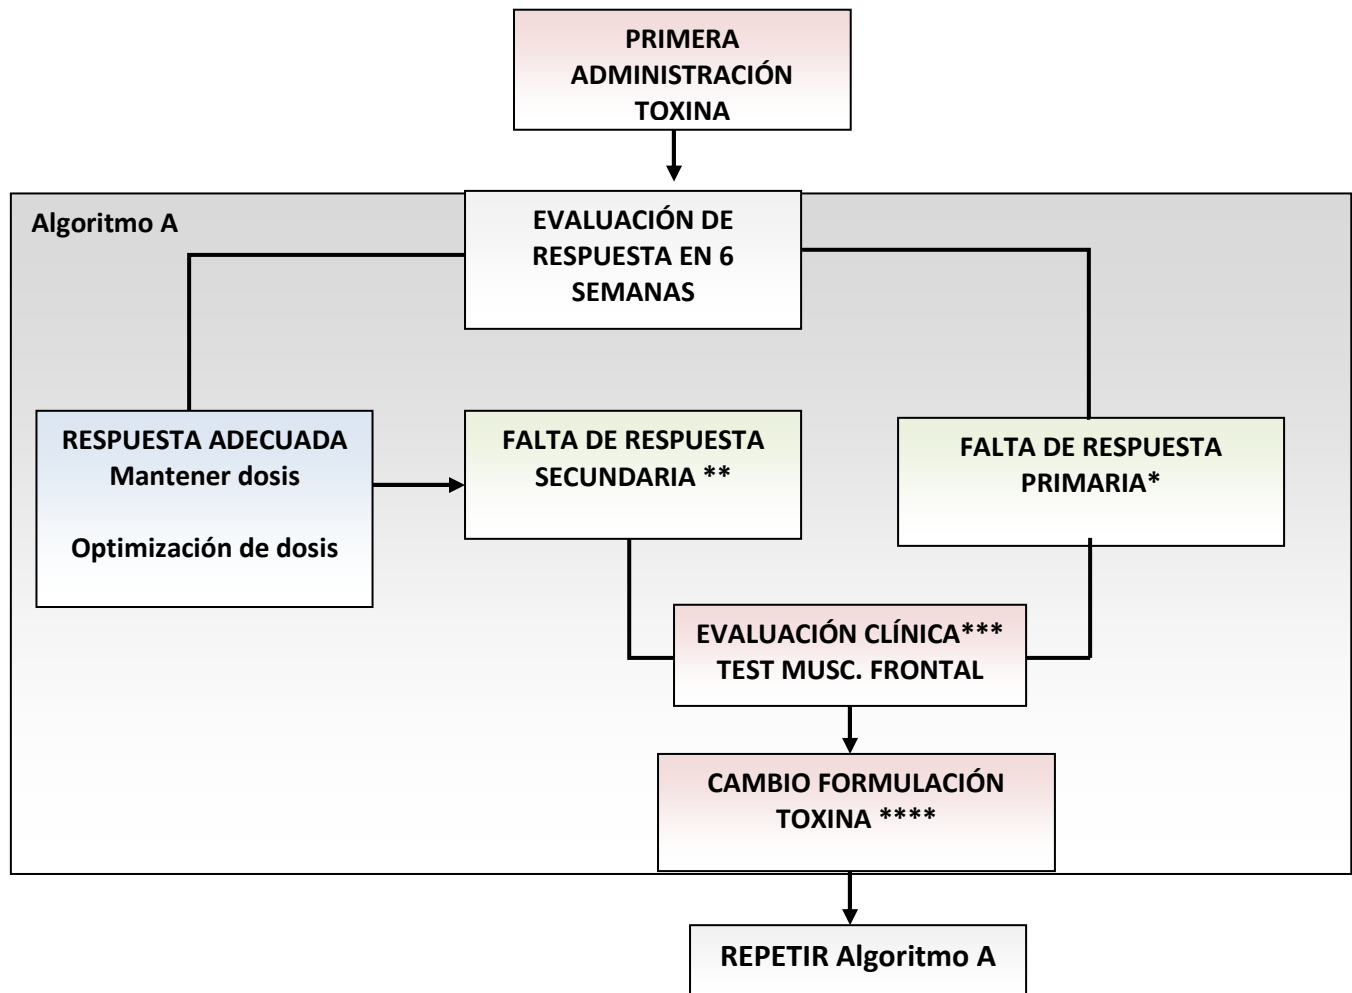 PRIMERA
ADMINISTRACIÓN
TOXINA
Algoritmo A
EVALUACIÓN DE
RESPUESTA EN 6
SEMANAS
RESPUESTA ADECUADA
Mantener dosis
Optimización de dosis
FALTA DE RESPUESTA
SECUNDARIA **
FALTA DE RESPUESTA
PRIMARIA*
EVALUACIÓN CLÍNICA***
TEST MUSC. FRONTAL
CAMBIO FORMULACIÓN
TOXINA ****
REPETIR Algoritmo A